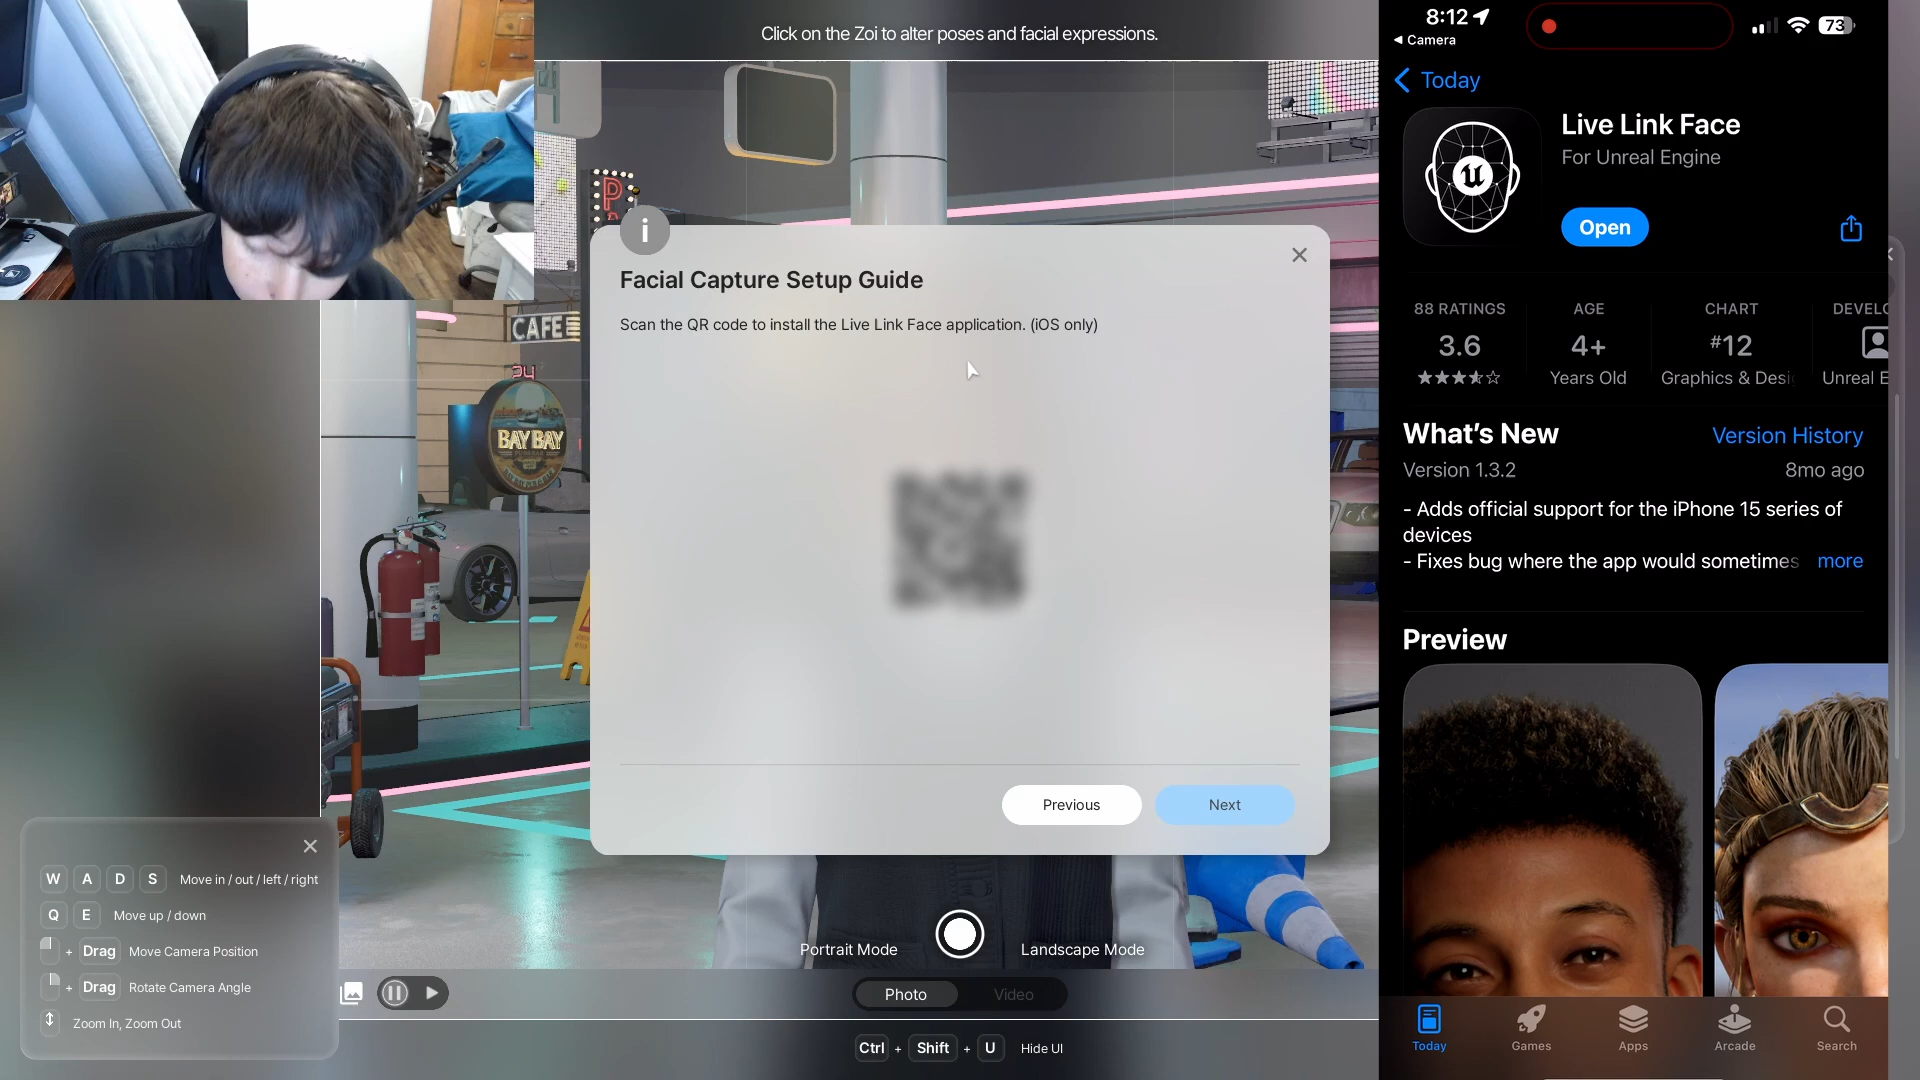 Click on the Zoi to alter poses and facial expressions.
P
CAFE
24
BAY BAY
Facial Capture Setup Guide
Scan the QR code to install the Live Link Face application. (iOS only)
Previous
Next
W A D S Move in / out / left / right
Q E Move up / down
+ Drag Move Camera Position
+ Drag Rotate Camera Angle
Zoom In, Zoom Out
Portrait Mode
Landscape Mode
Photo
Video
Ctrl + Shift + U Hide UI
8:12
73
Camera
Today
Live Link Face
For Unreal Engine
Open
88 RATINGS
AGE
CHART
DEVELO
3.6
4+
#12
Years Old
Graphics & Desi
Unreal E
What's New
Version History
Version 1.3.2
8mo ago
- Adds official support for the iPhone 15 series of
devices
- Fixes bug where the app would sometimes
more
Preview
Today
Games
Apps
Arcade
Search